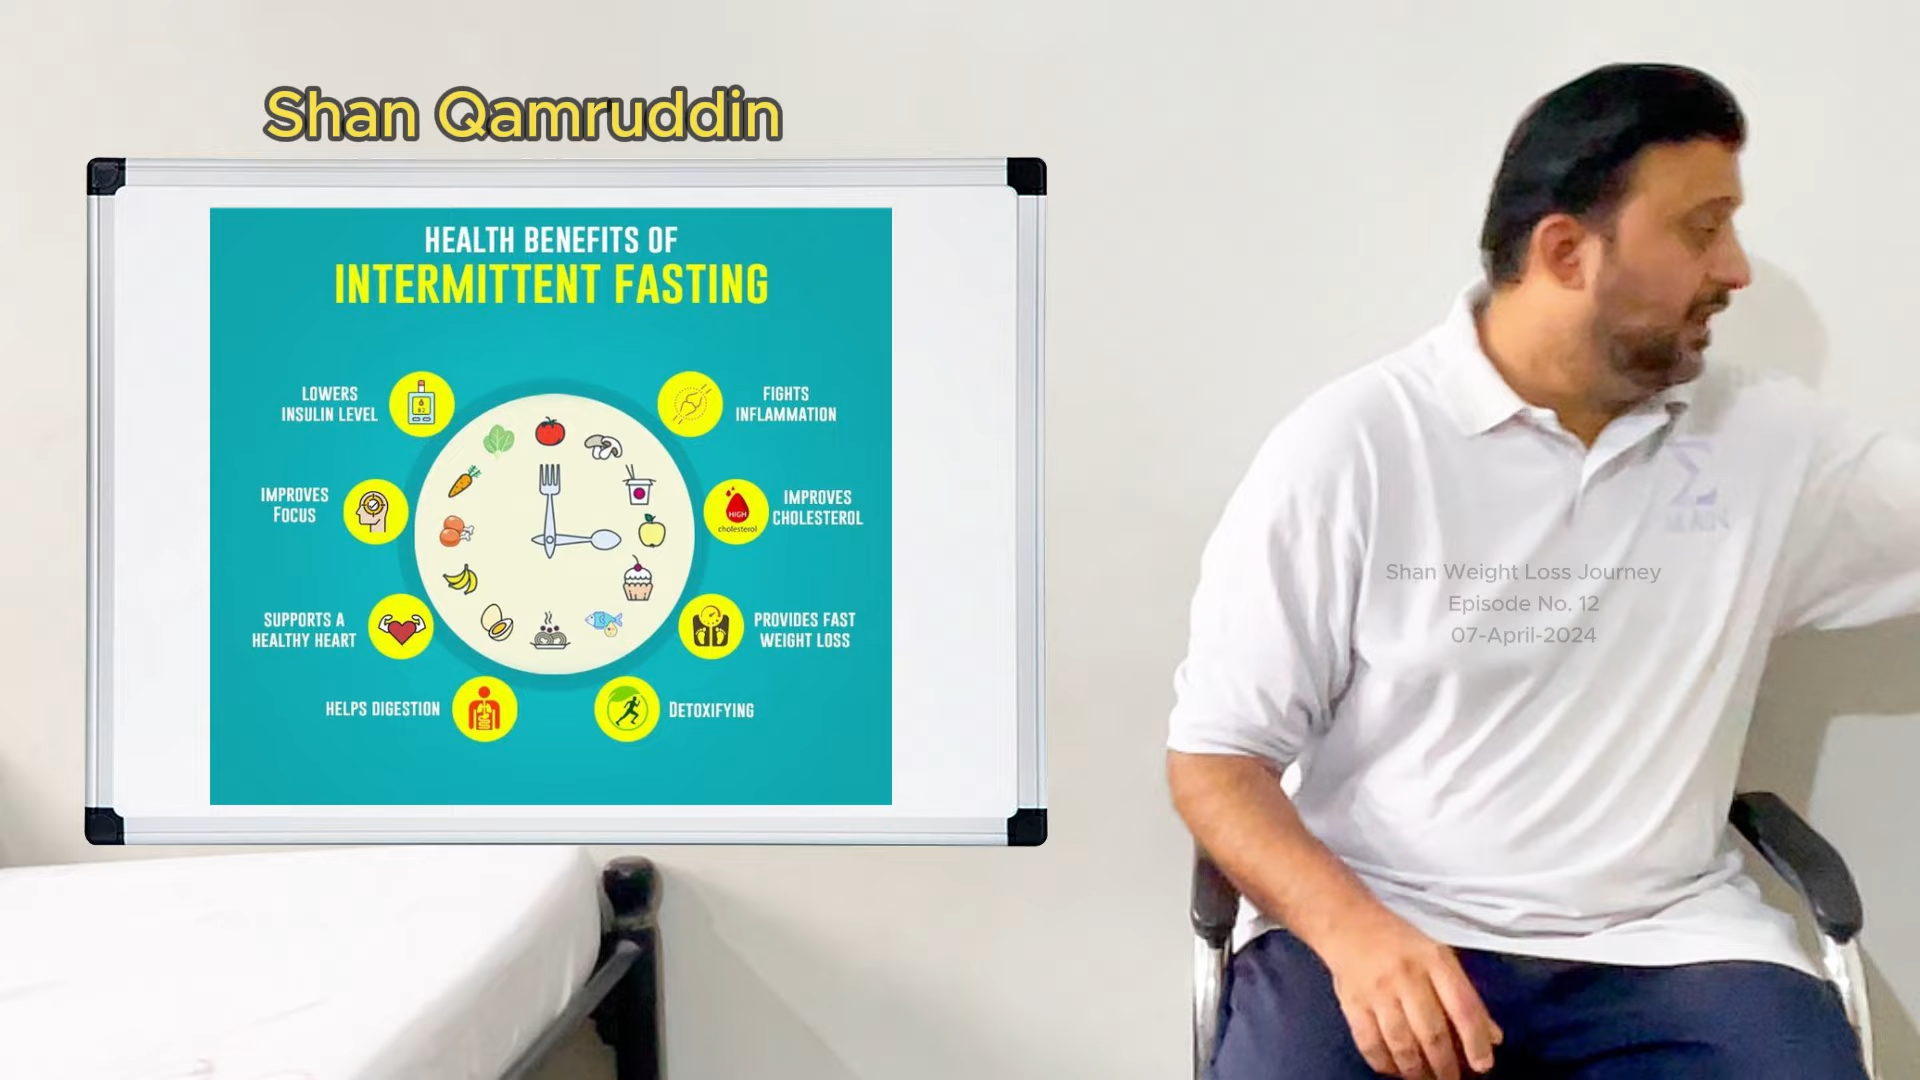 Shan Qamruddin
HEALTH BENEFITS OF
INTERMITTENT FASTING
LOWERS
INSULIN LEVEL
FIGHTS
INFLAMMATION
IMPROVES
FOCUS
HIGH
cholesterol
IMPROVES
CHOLESTEROL
SUPPORTS A
HEALTHY HEART
PROVIDES FAST
WEIGHT LOSS
HELPS DIGESTION
DETOXIFYING
Shan Weight Loss Journey
Episode No. 12
07-April-2024